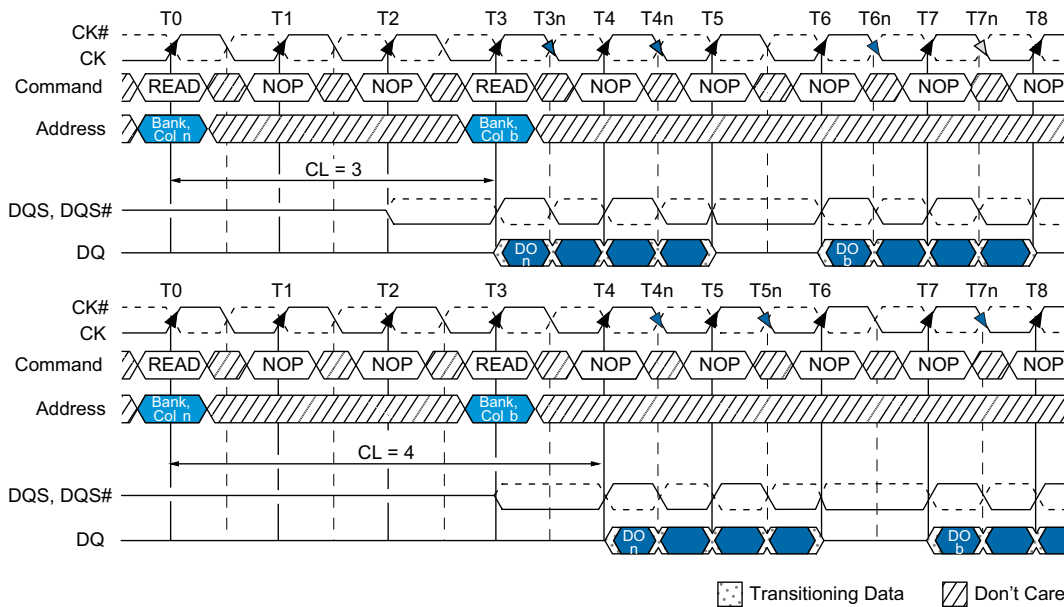 T0 T1 T2 T3 T3n T4 T4n T5 T6 T6n T7 T7n T8
CK#
CK
Command READ NOP NOP READ NOP NOP NOP NOP NOP
Address Bank, Col n Bank, Col b
CL = 3
DQS, DQS#
DQ DO n DO b
T0 T1 T2 T3 T4 T4n T5 T5n T6 T7 T7n T8
CK#
CK
Command READ NOP NOP READ NOP NOP NOP NOP NOP
Address Bank, Col n Bank, Col b
CL = 4
DQS, DQS#
DQ DO n DO b
Transitioning Data Don't Care